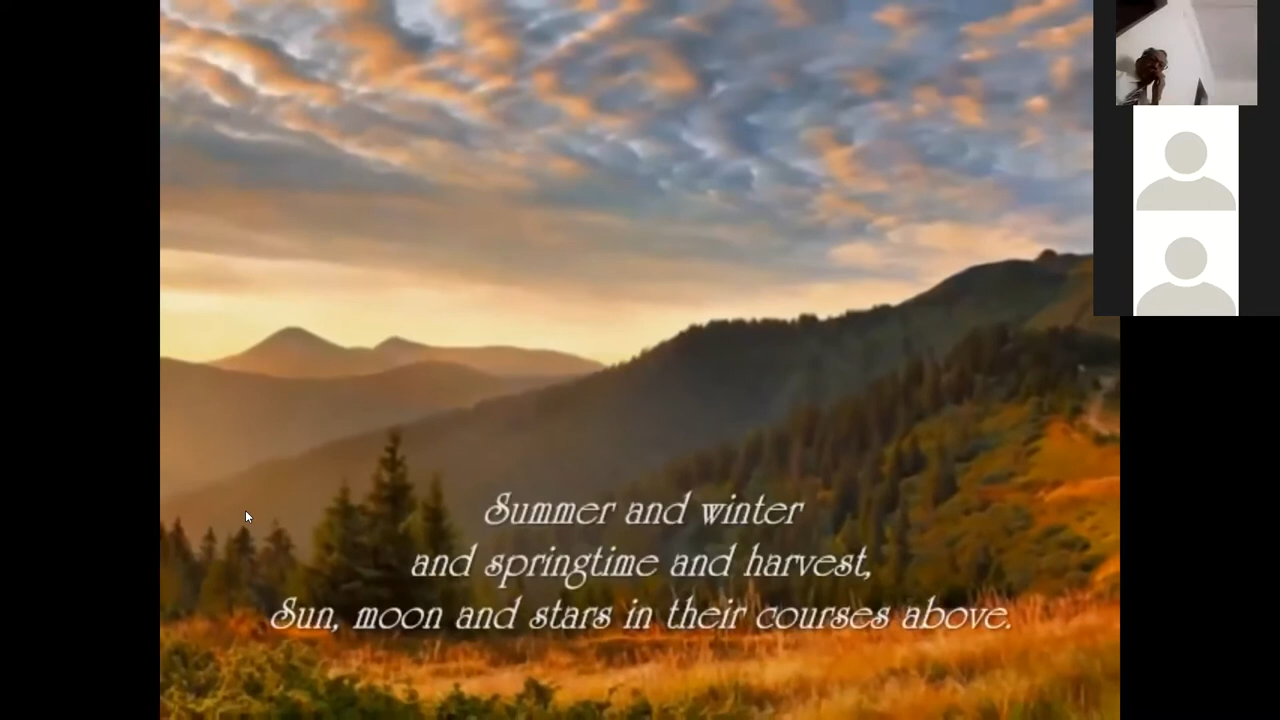 Summer and winter
and springtime and harvest,
Sun, moon and stars in their courses above.